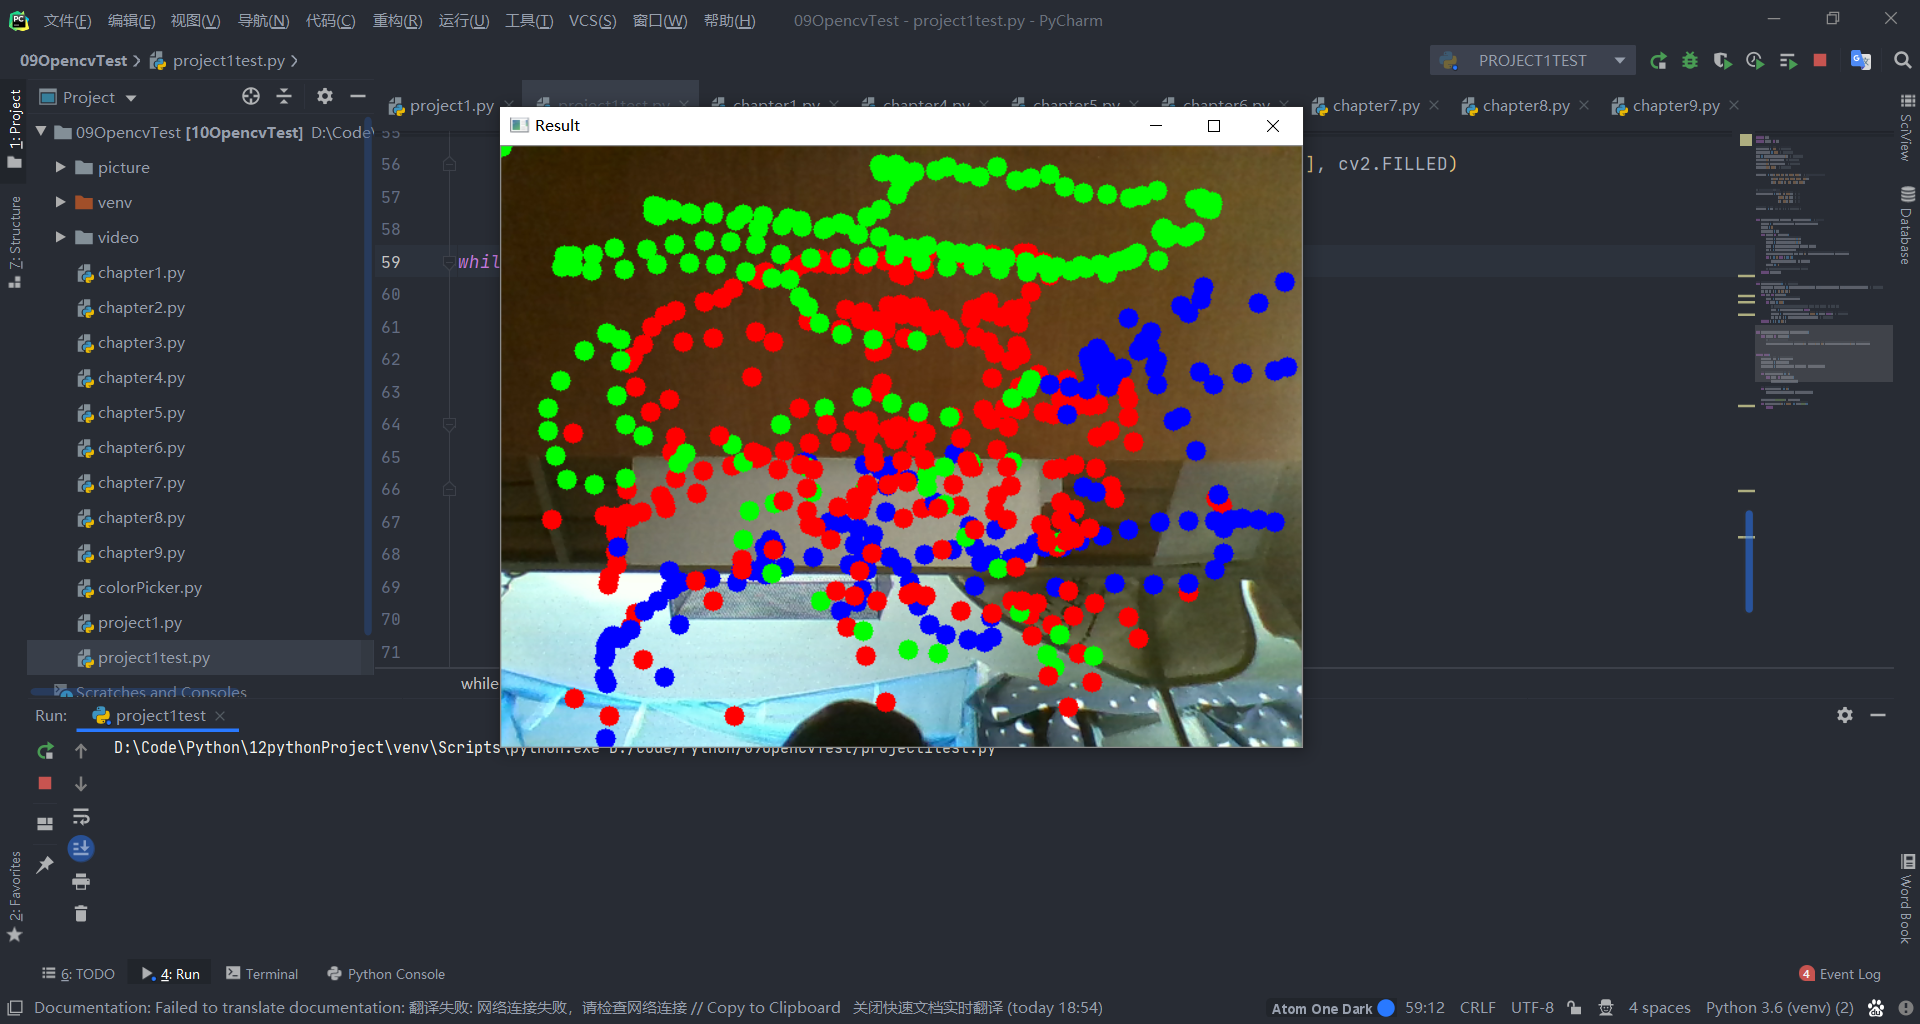 文件(F) 编辑(E) 视图(V) 导航(N) 代码(C) 重构(R) 运行(U) 工具(T) VCS(S) 窗口(W) 帮助(H) 09OpencvTest - project1test.py - PyCharm
09OpencvTest project1test.py PROJECT1TEST
Project
project1.py project1test.py chapter1.py chapter4.py chapter5.py chapter6.py chapter7.py chapter8.py chapter9.py
1: Project
7: Structure
2: Favorites
09OpencvTest [10OpencvTest] D:\Code\
picture
venv
video
chapter1.py
chapter2.py
chapter3.py
chapter4.py
chapter5.py
chapter6.py
chapter7.py
chapter8.py
chapter9.py
colorPicker.py
project1.py
project1test.py
Scratches and Consoles
55
56 ], cv2.FILLED)
57
58
59 whil
60
61
62
63
64
65
66
67
68
69
70
71
while
Result
SciView
Database
Word Book
Run: project1test
D:\Code\Python\12pythonProject\venv\Scripts\python.exe D:/Code/Python/09OpencvTest/project1test.py
6: TODO 4: Run Terminal Python Console 4 Event Log
Documentation: Failed to translate documentation: 翻译失败: 网络连接失败，请检查网络连接 // Copy to Clipboard 关闭快速文档实时翻译 (today 18:54) Atom One Dark 59:12 CRLF UTF-8 4 spaces Python 3.6 (venv) (2)